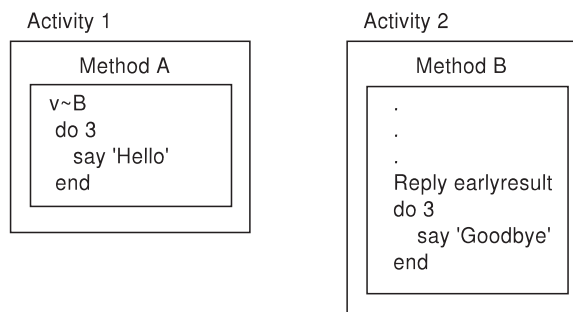 Activity 1
Method A
v~B
do 3
say 'Hello'
end
Activity 2
Method B
.
.
.
Reply earlyresult
do 3
say 'Goodbye'
end